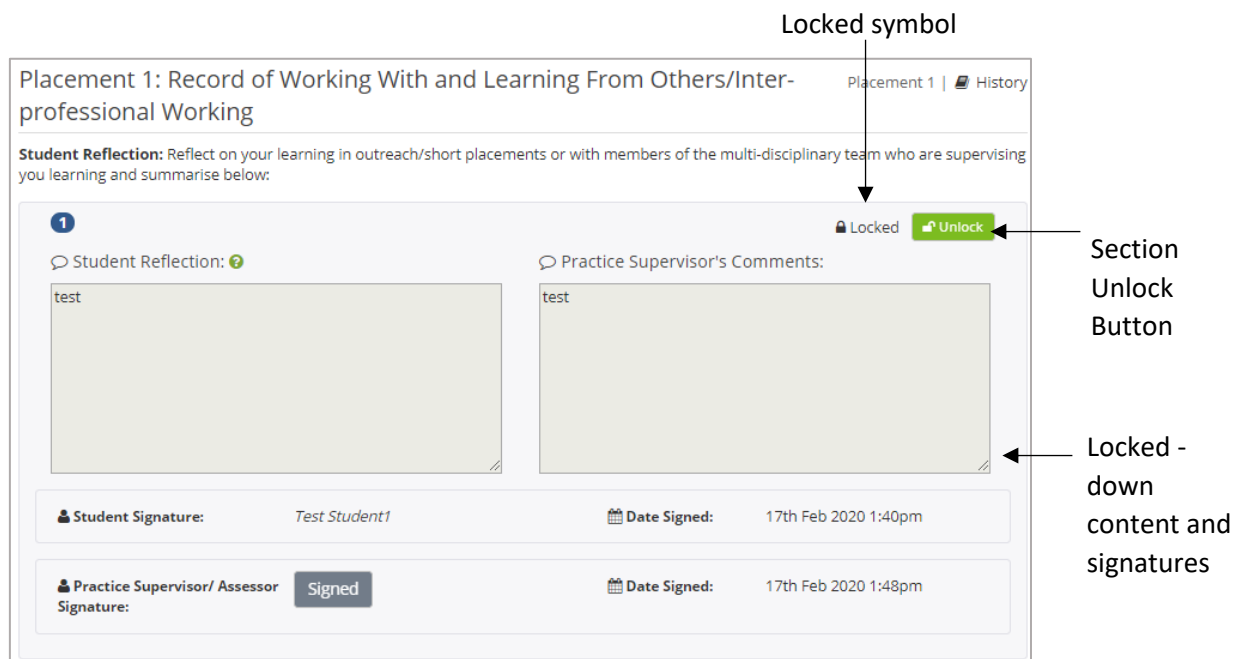 Locked symbol
Placement 1: Record of Working With and Learning From Others/Inter-
professional Working
Placement 1 | History
Student Reflection: Reflect on your learning in outreach/short placements or with members of the multi-disciplinary team who are supervising
you learning and summarise below:
1
Locked Unlock
Section
Unlock
Button
Student Reflection: ?
Practice Supervisor's Comments:
test
test
Locked -
down
content and
signatures
Student Signature: Test Student1 Date Signed: 17th Feb 2020 1:40pm
Practice Supervisor/ Assessor
Signature:
Signed Date Signed: 17th Feb 2020 1:48pm